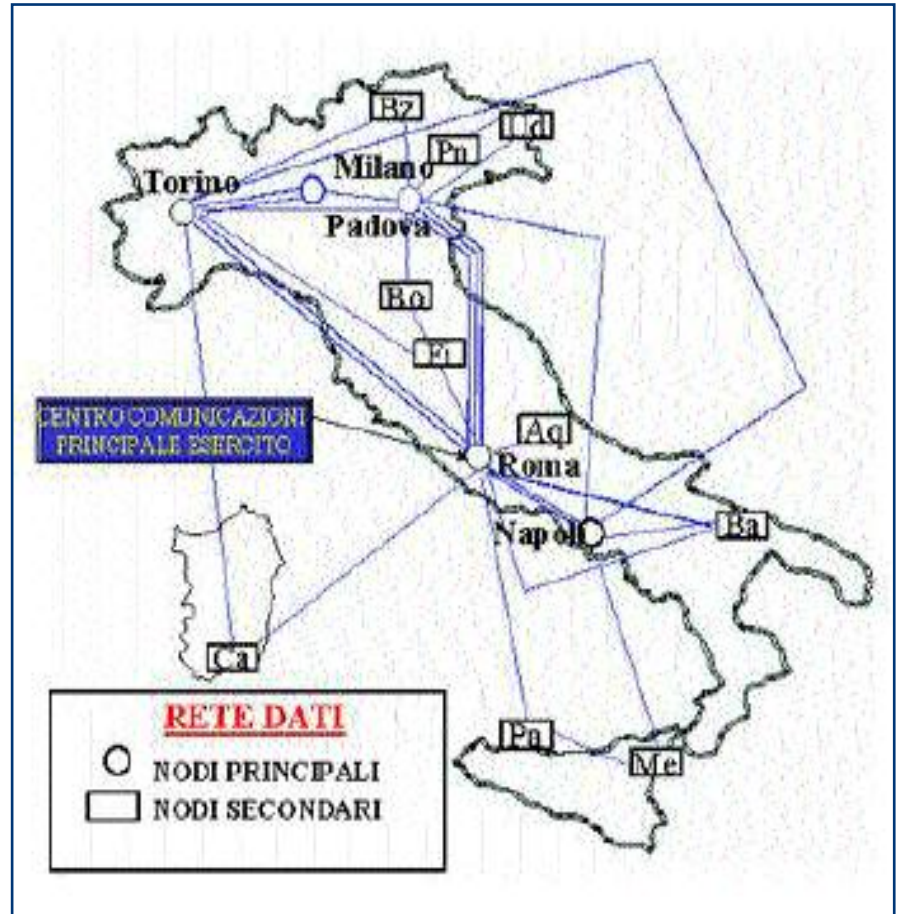 Bz
Ud
Pn
Milano
Torino
Padova
Bo
Fi
CENTRO COMUNICAZIONI
PRINCIPALE ESERCITO
Aq
Roma
Napoli
Ba
Ca
Pa
Me
RETE DATI
NODI PRINCIPALI
NODI SECONDARI